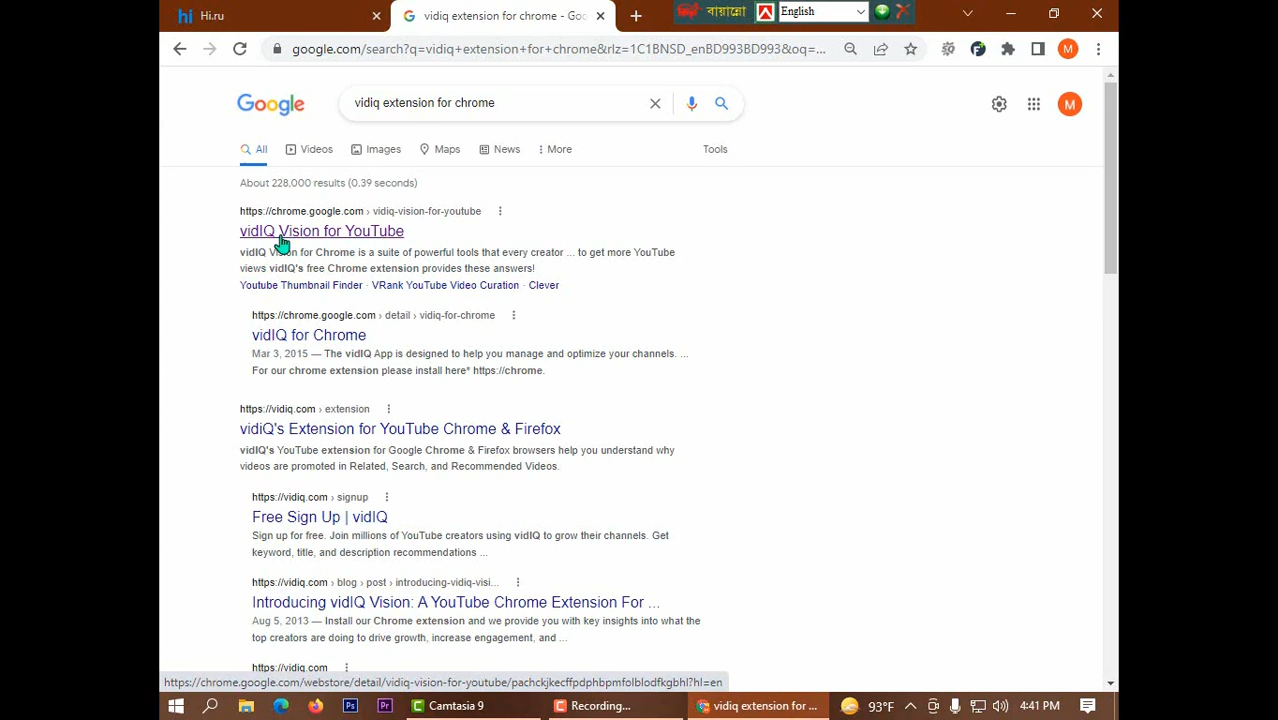 hi Hi.ru
vidiq extension for chrome - Goo
বায়ান্নো
English
google.com/search?q=vidiq+extension+for+chrome&rlz=1C1BNSD_enBD993BD993&oq=...
M
Google
vidiq extension for chrome
M
All
Videos
Images
Maps
News
More
Tools
About 228,000 results (0.39 seconds)
https://chrome.google.com › vidiq-vision-for-youtube
vidIQ Vision for YouTube
vidIQ Vision for Chrome is a suite of powerful tools that every creator ... to get more YouTube
views vidIQ's free Chrome extension provides these answers!
Youtube Thumbnail Finder · VRank YouTube Video Curation · Clever
https://chrome.google.com › detail › vidiq-for-chrome
vidIQ for Chrome
Mar 3, 2015 — The vidIQ App is designed to help you manage and optimize your channels. ...
For our chrome extension please install here* https://chrome.
https://vidiq.com › extension
vidiQ's Extension for YouTube Chrome & Firefox
vidIQ's YouTube extension for Google Chrome & Firefox browsers help you understand why
videos are promoted in Related, Search, and Recommended Videos.
https://vidiq.com › signup
Free Sign Up | vidIQ
Sign up for free. Join millions of YouTube creators using vidIQ to grow their channels. Get
keyword, title, and description recommendations ...
https://vidiq.com › blog › post › introducing-vidiq-visi...
Introducing vidIQ Vision: A YouTube Chrome Extension For ...
Aug 5, 2013 — Install our Chrome extension and we provide you with key insights into what the
top creators are doing to drive growth, increase engagement, and ...
https://vidiq.com
https://chrome.google.com/webstore/detail/vidiq-vision-for-youtube/pachckjkecffpdphbpmfolblodfkgbhl?hl=en
Ps
Pr
Camtasia 9
Recording...
vidiq extension for ...
93°F
4:41 PM